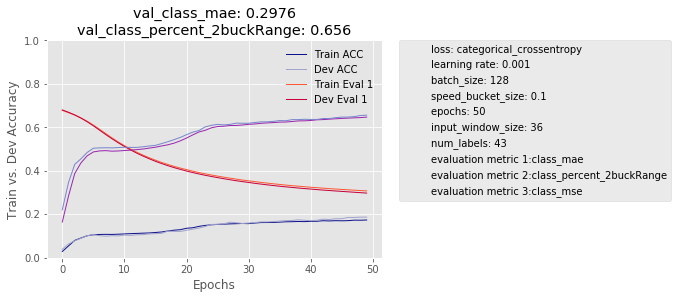 val_class_mae: 0.2976
val_class_percent_2buckRange: 0.656
Train vs. Dev Accuracy
1.0
0.8
0.6
0.4
0.2
0.0
0
10
20
30
40
50
Epochs
Train ACC
Dev ACC
Train Eval 1
Dev Eval 1
loss: categorical_crossentropy
learning rate: 0.001
batch_size: 128
speed_bucket_size: 0.1
epochs: 50
input_window_size: 36
num_labels: 43
evaluation metric 1:class_mae
evaluation metric 2:class_percent_2buckRange
evaluation metric 3:class_mse